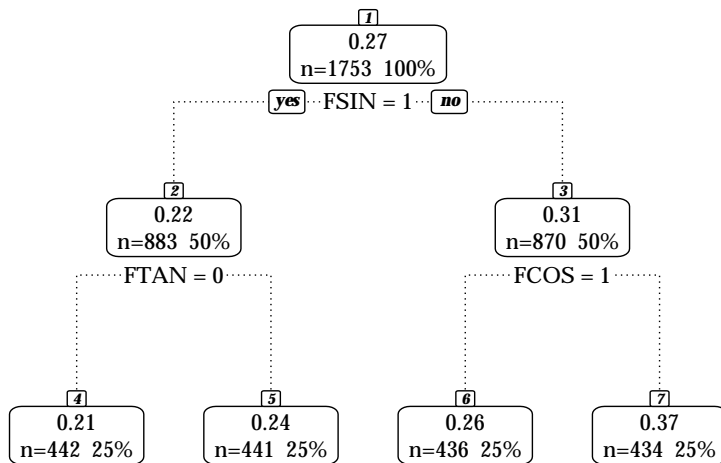 1
0.27
n=1753 100%
yes FSIN = 1 no
2
0.22
n=883 50%
FTAN = 0
3
0.31
n=870 50%
FCOS = 1
4
0.21
n=442 25%
5
0.24
n=441 25%
6
0.26
n=436 25%
7
0.37
n=434 25%